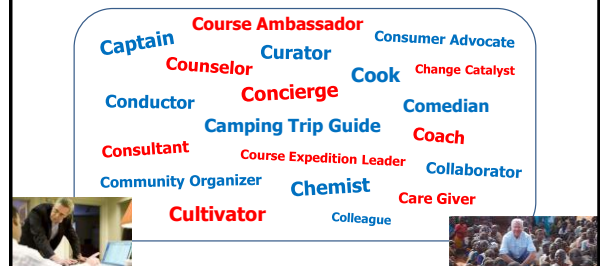 Course Ambassador
Captain
Consumer Advocate
Curator
Counselor
Cook
Change Catalyst
Concierge
Conductor
Comedian
Camping Trip Guide
Coach
Consultant
Course Expedition Leader
Collaborator
Community Organizer
Chemist
Care Giver
Cultivator
Colleague